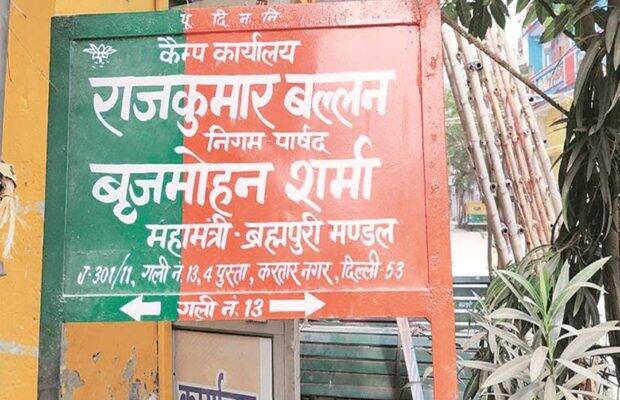 पू दि न नि
कैम्प कार्यालय
राजकुमार बल्लन
निगम पार्षद
बृजमोहन शर्मा
महामंत्री - ब्रह्मपुरी मण्डल
J-301/11, गली नं. 13, 4 पुस्ता, करतार नगर, दिल्ली-53
गली नं. 13